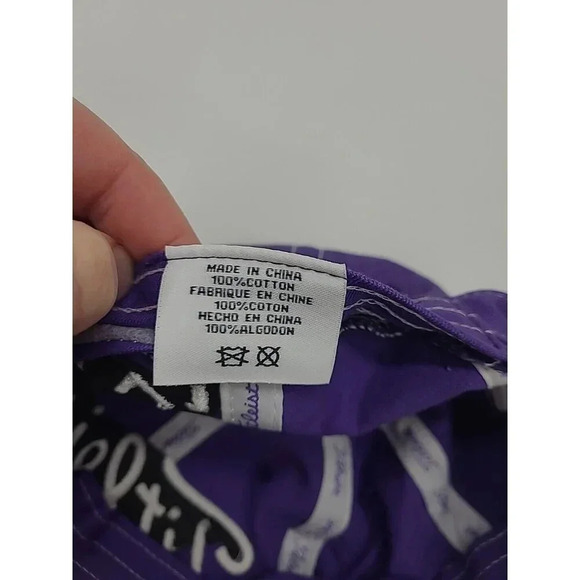 MADE IN CHINA
100%COTTON
FABRIQUE EN CHINE
100%COTON
HECHO EN CHINA
100%ALGODON